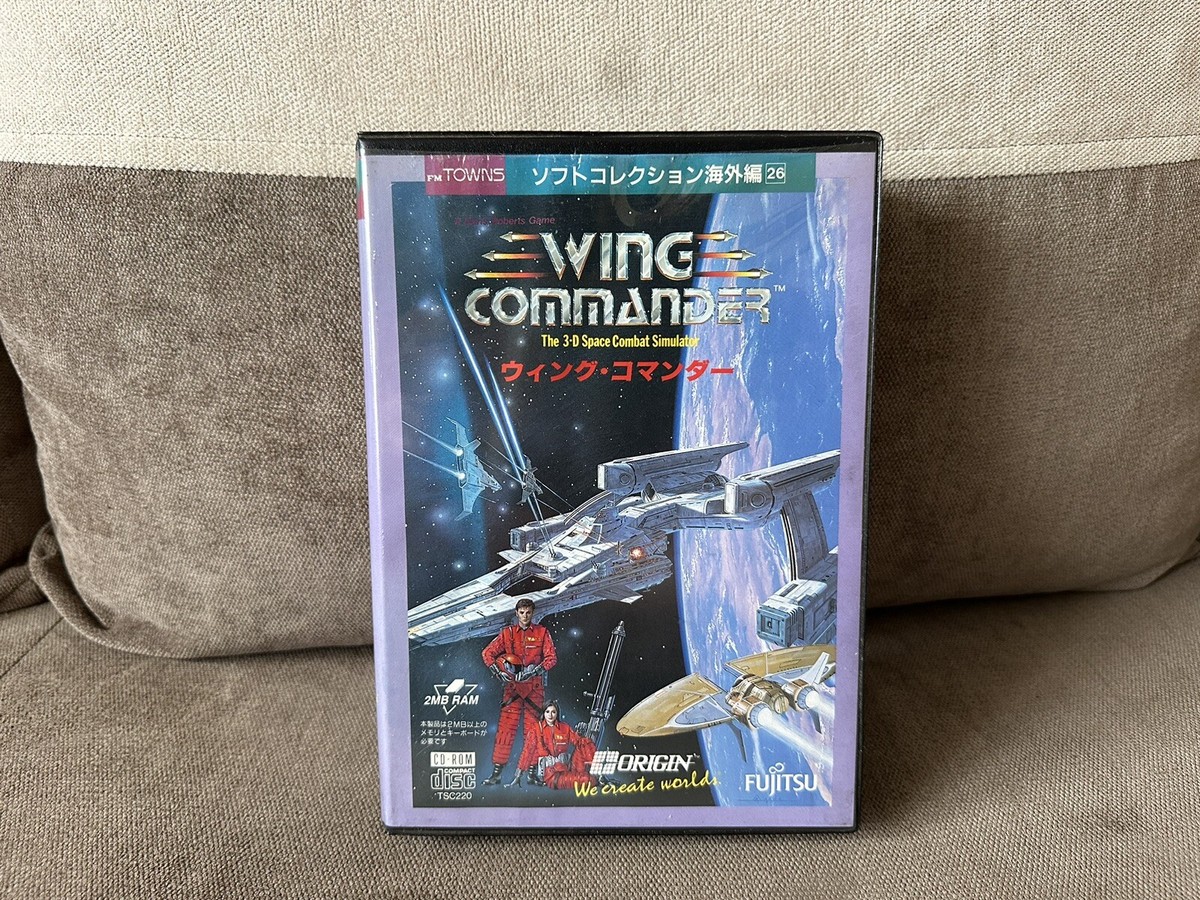 FM TOWNS
ソフトコレクション海外編 26
Roberts Game
WING
COMMANDER™
The 3-D Space Combat Simulator
ウィング・コマンダー
2MB RAM
本製品は2MB以上の
メモリとキーボードが
必要です
CD-ROM
COMPACT
disc
TSC220
ORIGIN™
We create worlds.
FUJITSU